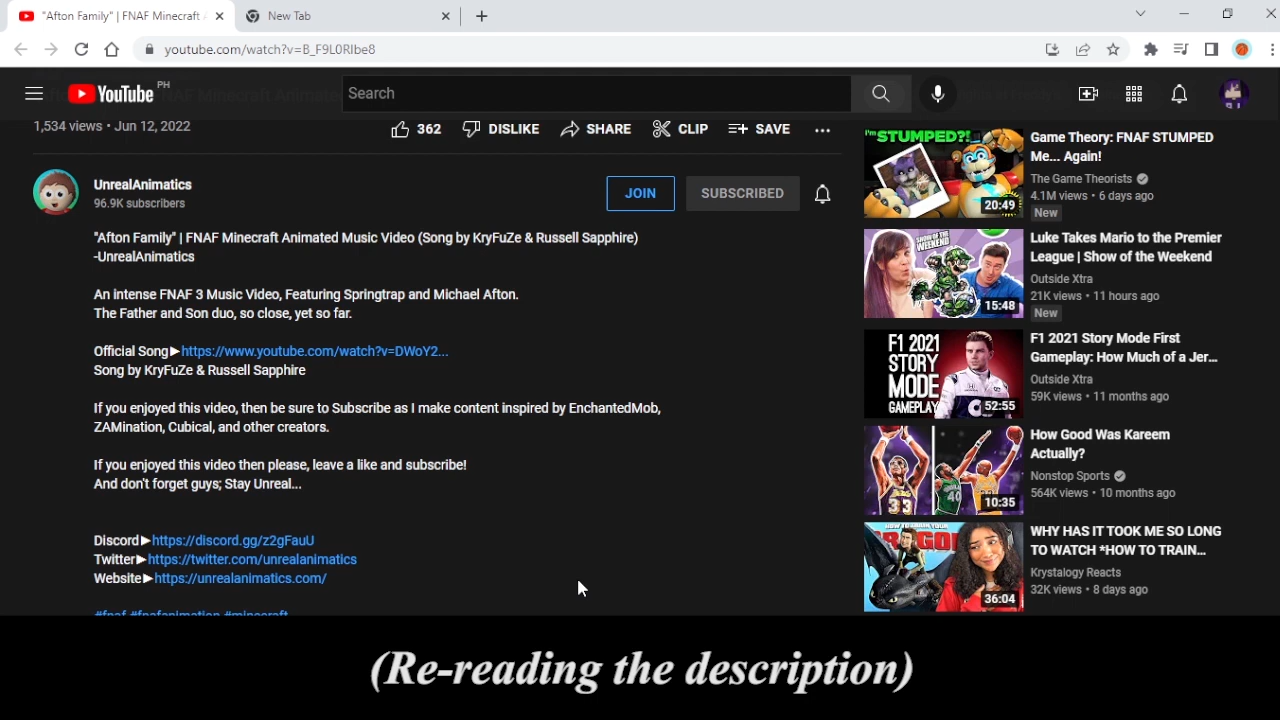 "Afton Family" | FNAF Minecraft A
New Tab
youtube.com/watch?v=B_F9L0RIbe8
YouTube PH
Search
1,534 views • Jun 12, 2022
362
DISLIKE
SHARE
CLIP
SAVE
UnrealAnimatics
96.9K subscribers
JOIN
SUBSCRIBED
"Afton Family" | FNAF Minecraft Animated Music Video (Song by KryFuZe & Russell Sapphire)
-UnrealAnimatics
An intense FNAF 3 Music Video, Featuring Springtrap and Michael Afton.
The Father and Son duo, so close, yet so far.
Official Song►https://www.youtube.com/watch?v=DWoY2...
Song by KryFuZe & Russell Sapphire
If you enjoyed this video, then be sure to Subscribe as I make content inspired by EnchantedMob,
ZAMination, Cubical, and other creators.
If you enjoyed this video then please, leave a like and subscribe!
And don't forget guys; Stay Unreal...
Discord►https://discord.gg/z2gFauU
Twitter►https://twitter.com/unrealanimatics
Website►https://unrealanimatics.com/
#fnaf #fnafanimation #minecraft
I'm STUMPED?!
20:49
Game Theory: FNAF STUMPED
Me... Again!
The Game Theorists
4.1M views • 6 days ago
New
SHOW OF THE
WEEKEND
15:48
Luke Takes Mario to the Premier
League | Show of the Weekend
Outside Xtra
21K views • 11 hours ago
New
F1 2021
STORY
MODE
GAMEPLAY
52:55
F1 2021 Story Mode First
Gameplay: How Much of a Jer...
Outside Xtra
59K views • 11 months ago
33
40
10:35
How Good Was Kareem
Actually?
Nonstop Sports
564K views • 10 months ago
36:04
WHY HAS IT TOOK ME SO LONG
TO WATCH *HOW TO TRAIN...
Krystalogy Reacts
32K views • 8 days ago
(Re-reading the description)